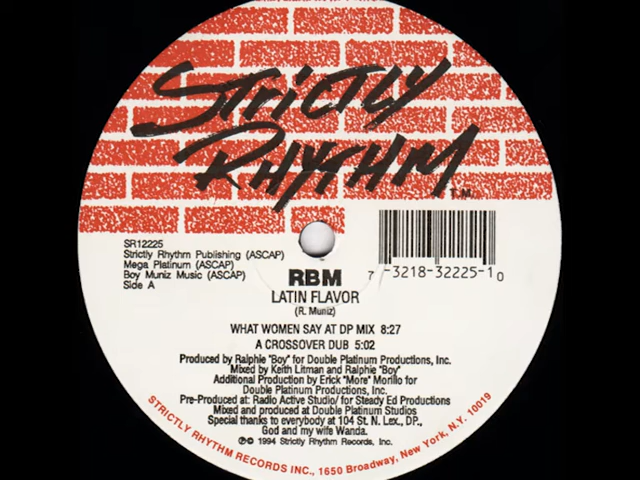 STRICTLY
RHYTHM
T.M.
SR12225
Strictly Rhythm Publishing (ASCAP)
Mega Platinum (ASCAP)
Boy Muniz Music (ASCAP)
Side A
7 -3218-32225-1 0
RBM
LATIN FLAVOR
(R. Muniz)
WHAT WOMEN SAY AT DP MIX 8:27
A CROSSOVER DUB 5:02
Produced by Ralphie "Boy" for Double Platinum Productions, Inc.
Mixed by Keith Litman and Ralphie "Boy"
Additional Production by Erick "More" Morillo for
Double Platinum Productions, Inc.
Pre-Produced at: Radio Active Studio/ for Steady Ed Productions
Mixed and produced at Double Platinum Studios
Special thanks to everybody at 104 St. N. Lex., DP.,
God and my wife Wanda.
℗© 1994 Strictly Rhythm Records, Inc.
STRICTLY RHYTHM RECORDS INC., 1650 Broadway, New York, N.Y. 10019